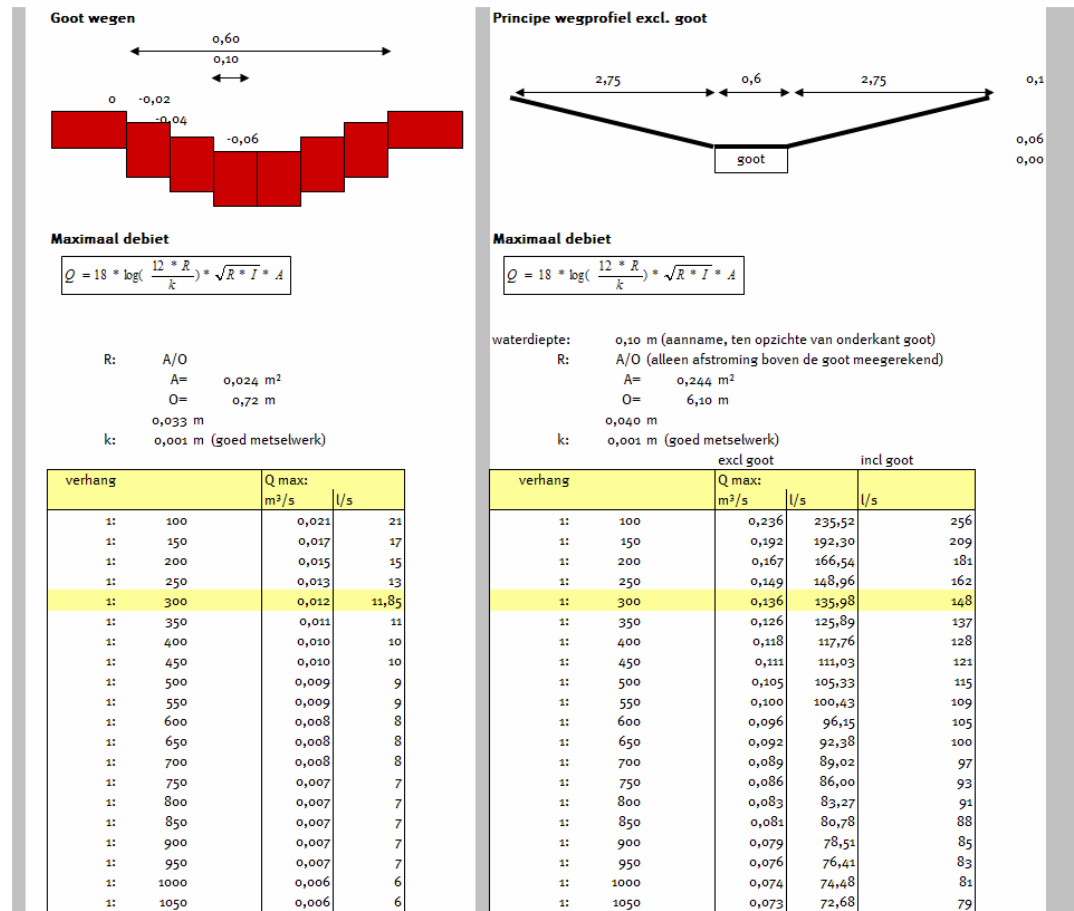 Goot wegen
0,60
0,10
0 -0,02
-0,04
-0,06
Maximaal debiet
Q = 18 * log( 12 * R / k ) * √R * I * A
R: A/O
A= 0,024 m²
O= 0,72 m
0,033 m
k: 0,001 m (goed metselwerk)
verhang Q max:
m³/s l/s
1: 100 0,021 21
1: 150 0,017 17
1: 200 0,015 15
1: 250 0,013 13
1: 300 0,012 11,85
1: 350 0,011 11
1: 400 0,010 10
1: 450 0,010 10
1: 500 0,009 9
1: 550 0,009 9
1: 600 0,008 8
1: 650 0,008 8
1: 700 0,008 8
1: 750 0,007 7
1: 800 0,007 7
1: 850 0,007 7
1: 900 0,007 7
1: 950 0,007 7
1: 1000 0,006 6
1: 1050 0,006 6
Principe wegprofiel excl. goot
2,75 0,6 2,75 0,1
0,06
goot 0,00
Maximaal debiet
Q = 18 * log( 12 * R / k ) * √R * I * A
waterdiepte: 0,10 m (aanname, ten opzichte van onderkant goot)
R: A/O (alleen afstroming boven de goot meegerekend)
A= 0,244 m²
O= 6,10 m
0,040 m
k: 0,001 m (goed metselwerk)
excl goot incl goot
verhang Q max:
m³/s l/s l/s
1: 100 0,236 235,52 256
1: 150 0,192 192,30 209
1: 200 0,167 166,54 181
1: 250 0,149 148,96 162
1: 300 0,136 135,98 148
1: 350 0,126 125,89 137
1: 400 0,118 117,76 128
1: 450 0,111 111,03 121
1: 500 0,105 105,33 115
1: 550 0,100 100,43 109
1: 600 0,096 96,15 105
1: 650 0,092 92,38 100
1: 700 0,089 89,02 97
1: 750 0,086 86,00 93
1: 800 0,083 83,27 91
1: 850 0,081 80,78 88
1: 900 0,079 78,51 85
1: 950 0,076 76,41 83
1: 1000 0,074 74,48 81
1: 1050 0,073 72,68 79